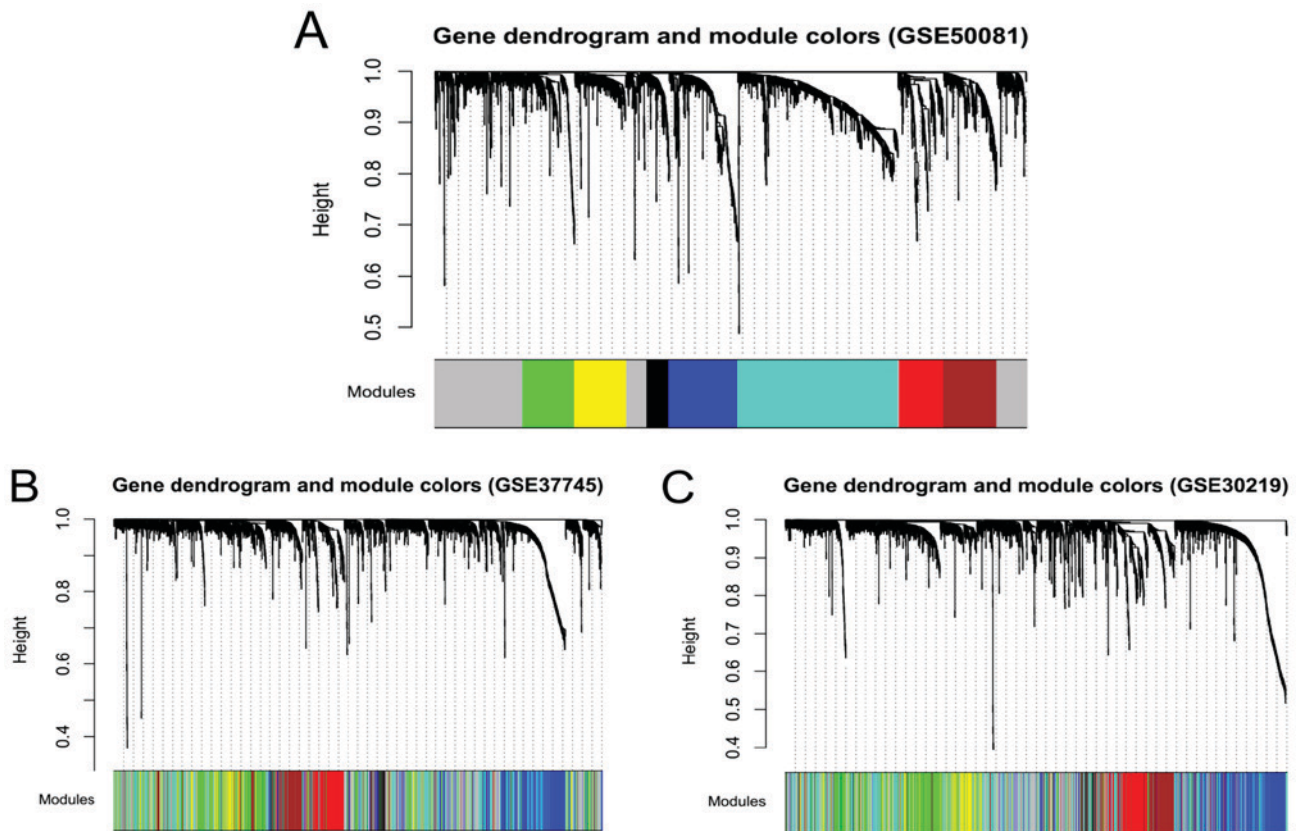 A
Gene dendrogram and module colors (GSE50081)
Height
1.0
0.9
0.8
0.7
0.6
0.5
Modules
B
Gene dendrogram and module colors (GSE37745)
Height
1.0
0.8
0.6
0.4
Modules
C
Gene dendrogram and module colors (GSE30219)
Height
1.0
0.9
0.8
0.7
0.6
0.5
0.4
Modules